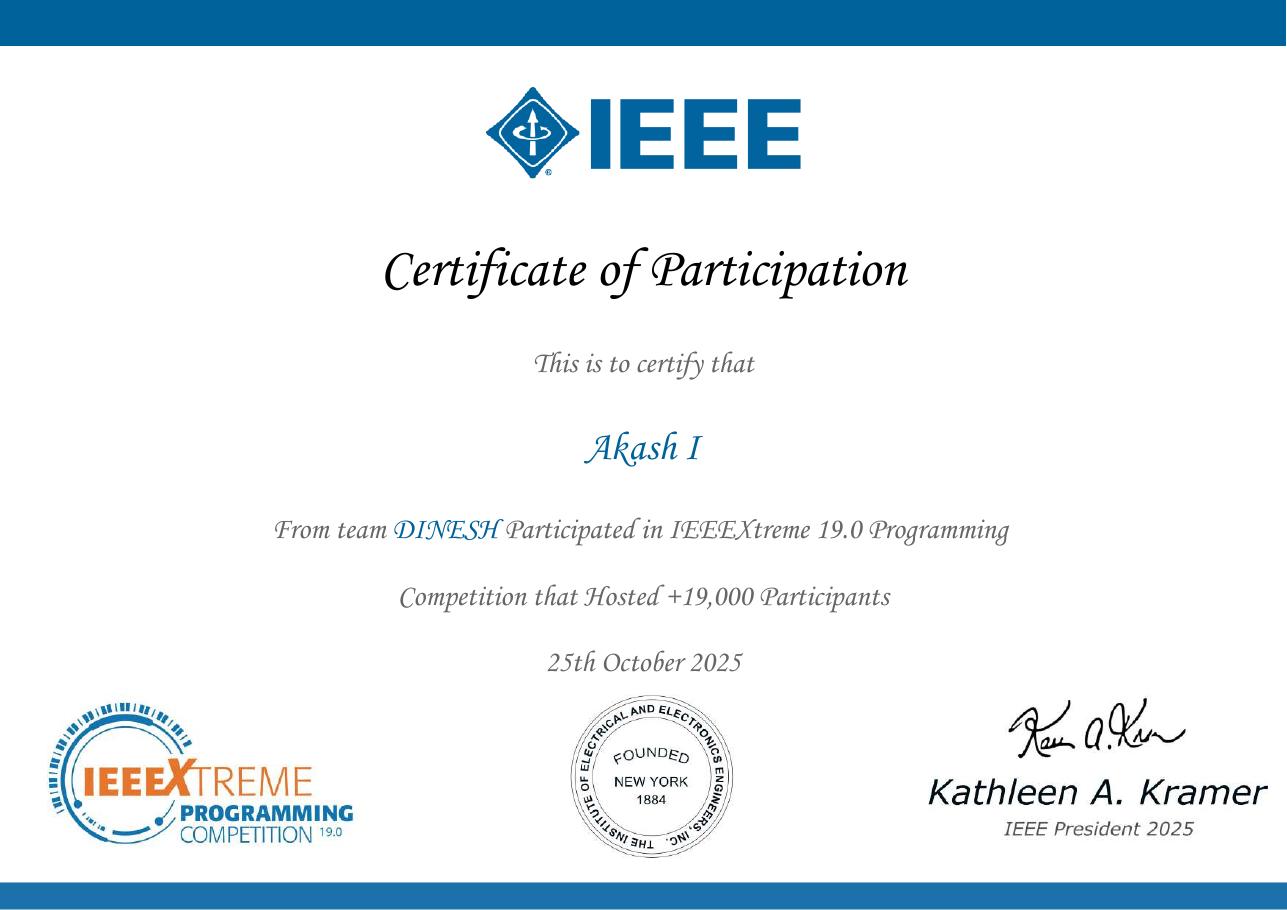 IEEE
®
Certificate of Participation
This is to certify that
Akash I
From team DINESH Participated in IEEEXtreme 19.0 Programming
Competition that Hosted +19,000 Participants
25th October 2025
IEEEXTREME
PROGRAMMING
COMPETITION 19.0
THE INSTITUTE OF ELECTRICAL AND ELECTRONICS ENGINEERS, INC.
FOUNDED
NEW YORK
1884
Kathleen A. Kramer
IEEE President 2025